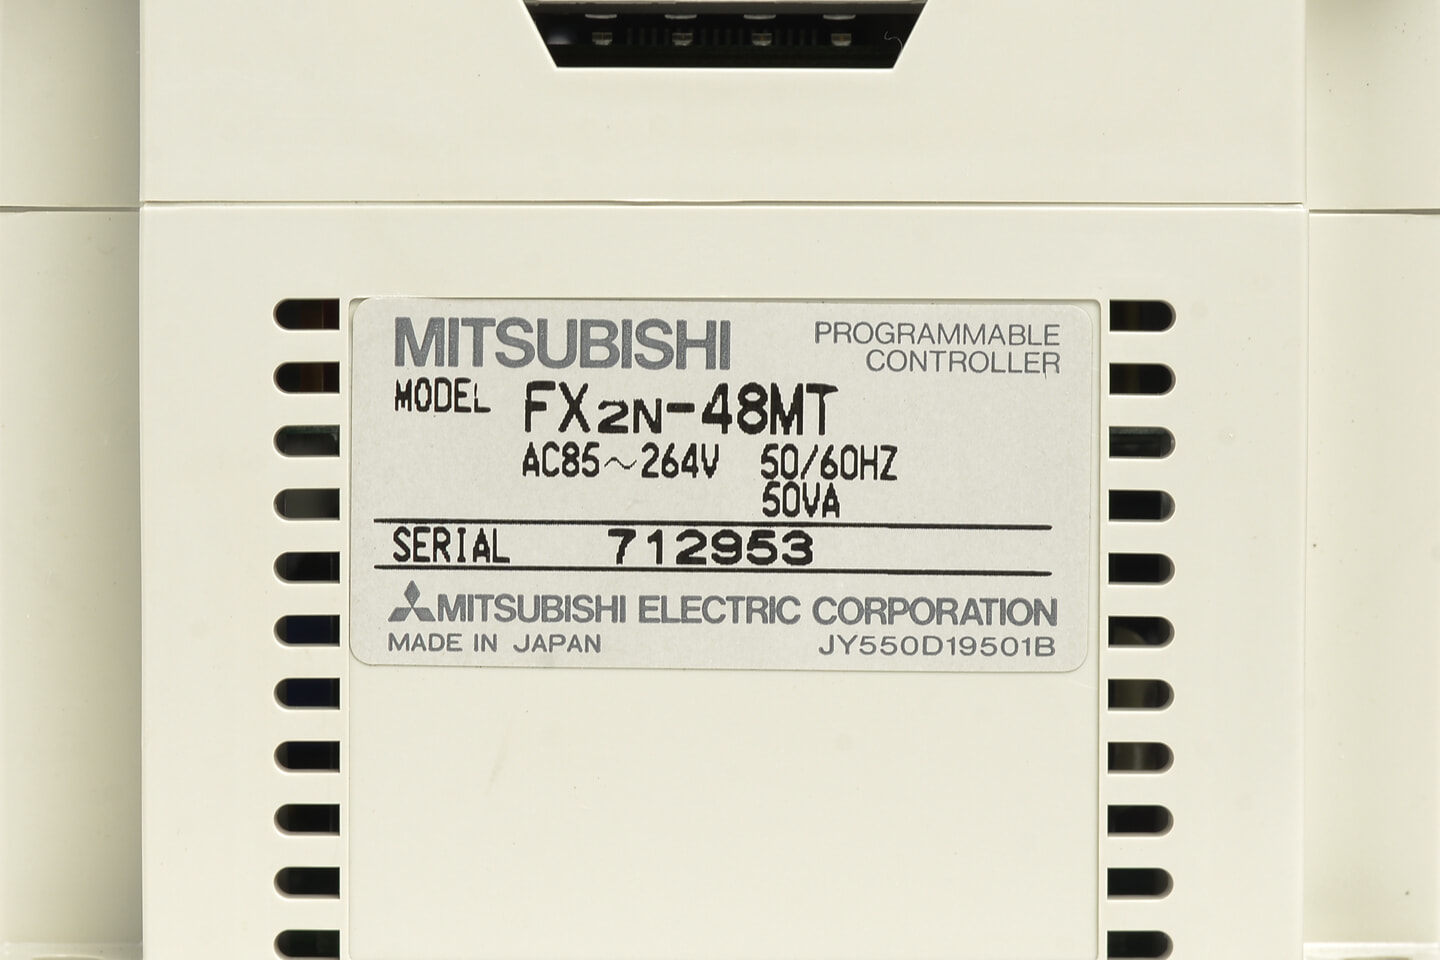 MITSUBISHI
PROGRAMMABLE
CONTROLLER
MODEL FX2N-48MT
AC85~264V 50/60HZ
50VA
SERIAL 712953
MITSUBISHI ELECTRIC CORPORATION
MADE IN JAPAN JY550D19501B